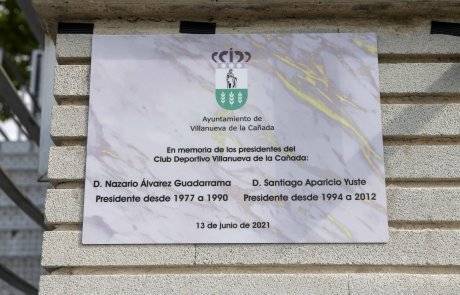 Ayuntamiento de
Villanueva de la Cañada
En memoria de los presidentes del
Club Deportivo Villanueva de la Cañada:
D. Nazario Álvarez Guadarrama
Presidente desde 1977 a 1990
D. Santiago Aparicio Yuste
Presidente desde 1994 a 2012
13 de junio de 2021